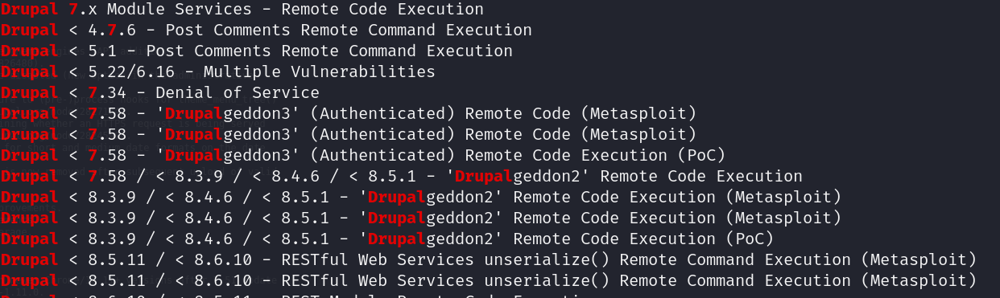 Drupal 7.x Module Services - Remote Code Execution
Drupal < 4.7.6 - Post Comments Remote Command Execution
Drupal < 5.1 - Post Comments Remote Command Execution
Drupal < 5.22/6.16 - Multiple Vulnerabilities
Drupal < 7.34 - Denial of Service
Drupal < 7.58 - 'Drupalgeddon3' (Authenticated) Remote Code (Metasploit)
Drupal < 7.58 - 'Drupalgeddon3' (Authenticated) Remote Code (Metasploit)
Drupal < 7.58 - 'Drupalgeddon3' (Authenticated) Remote Code Execution (PoC)
Drupal < 7.58 / < 8.3.9 / < 8.4.6 / < 8.5.1 - 'Drupalgeddon2' Remote Code Execution
Drupal < 8.3.9 / < 8.4.6 / < 8.5.1 - 'Drupalgeddon2' Remote Code Execution (Metasploit)
Drupal < 8.3.9 / < 8.4.6 / < 8.5.1 - 'Drupalgeddon2' Remote Code Execution (Metasploit)
Drupal < 8.3.9 / < 8.4.6 / < 8.5.1 - 'Drupalgeddon2' Remote Code Execution (PoC)
Drupal < 8.5.11 / < 8.6.10 - RESTful Web Services unserialize() Remote Command Execution (Metasploit)
Drupal < 8.5.11 / < 8.6.10 - RESTful Web Services unserialize() Remote Command Execution (Metasploit)